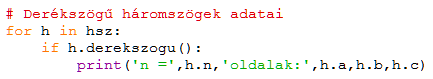 # Derékszögű háromszögek adatai
for h in hsz:
    if h.derekszogu():
        print('n =',h.n,'oldalak:',h.a,h.b,h.c)